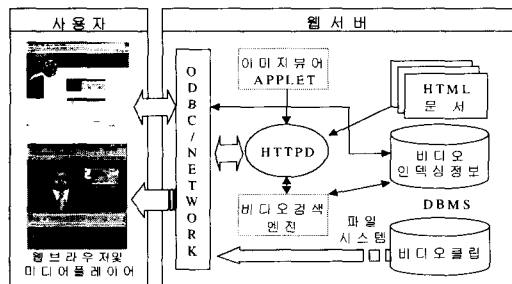 사용자
웹서버
ODBC/NETWORK
이미지뷰어
APPLET
HTML
문서
HTTPD
비디오
인덱싱정보
비디오검색
엔진
파일
시스템
DBMS
비디오클립
웹브라우저및
미디어플레이어